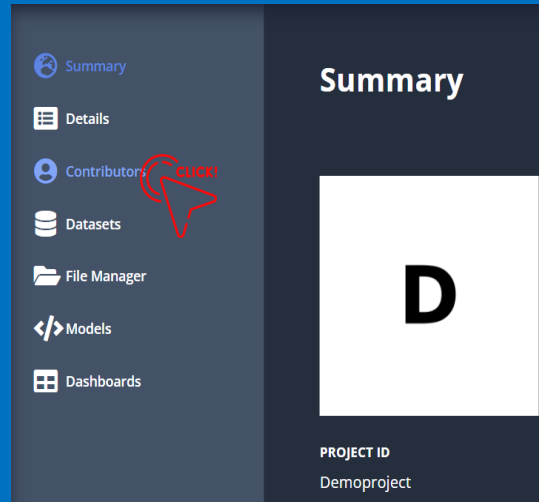 Summary
Details
Contributors
CLICK!
Datasets
File Manager
Models
Dashboards
Summary
D
PROJECT ID
Demoproject